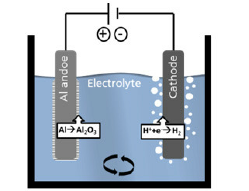 ⊕ ⊖
Electrolyte
Al andoe
Cathode
Al→Al₂O₃
H⁺+e→H₂